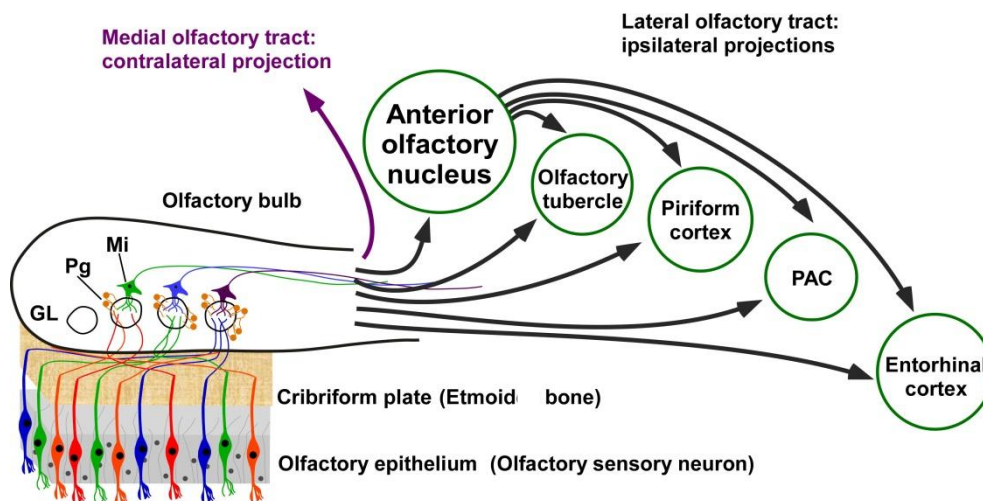 Medial olfactory tract:
contralateral projection
Lateral olfactory tract:
ipsilateral projections
Anterior
olfactory
nucleus
Olfactory
tubercle
Piriform
cortex
PAC
Entorhinal
cortex
Olfactory bulb
Mi
Pg
GL
Cribriform plate (Etmoid bone)
Olfactory epithelium (Olfactory sensory neuron)